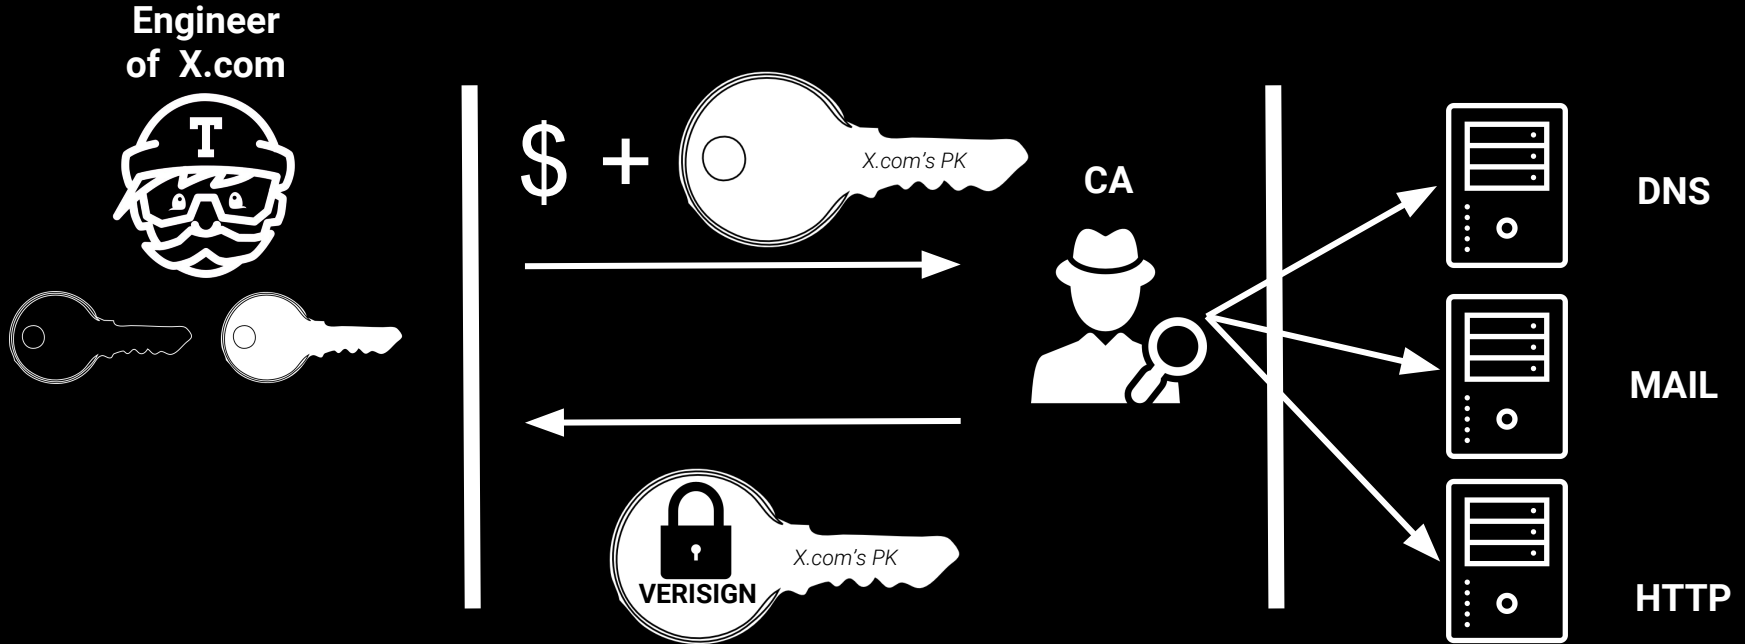 Engineer
of X.com
T
$ +
X.com's PK
CA
DNS
MAIL
X.com's PK
VERISIGN
HTTP